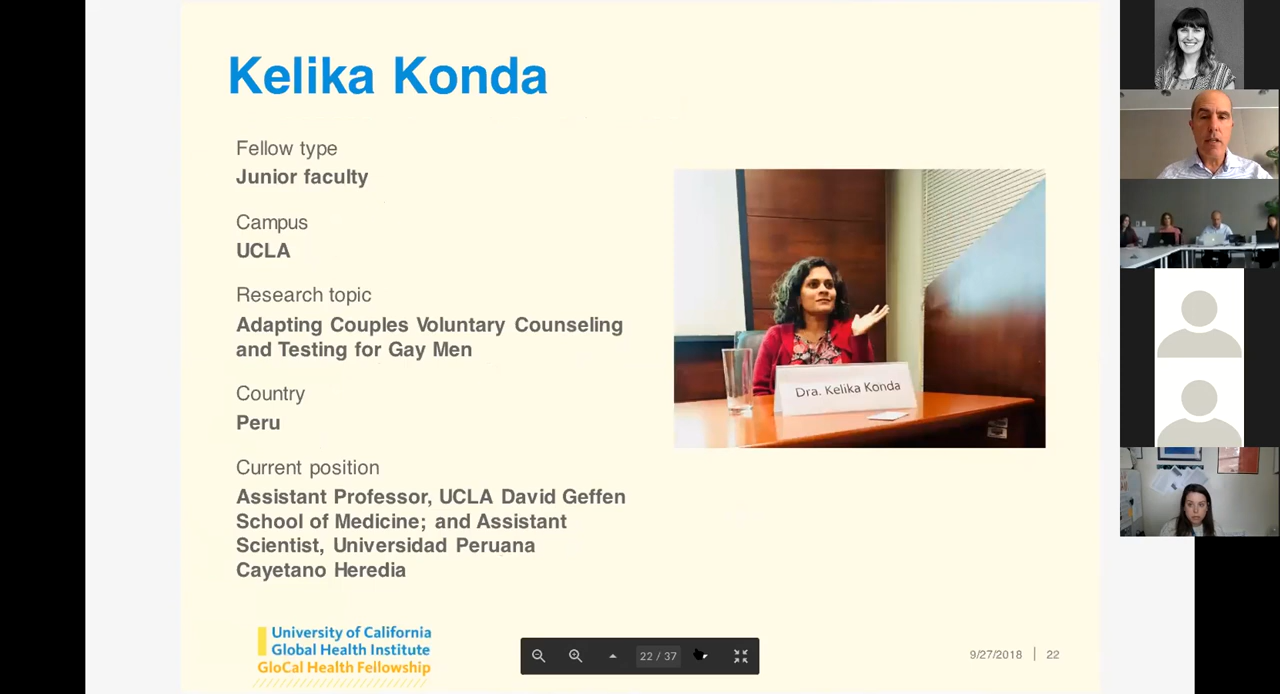 Kelika Konda
Fellow type
Junior faculty
Campus
UCLA
Research topic
Adapting Couples Voluntary Counseling
and Testing for Gay Men
Country
Peru
Current position
Assistant Professor, UCLA David Geffen
School of Medicine; and Assistant
Scientist, Universidad Peruana
Cayetano Heredia
Dra. Kelika Konda
University of California
Global Health Institute
GloCal Health Fellowship
22 / 37
9/27/2018 | 22